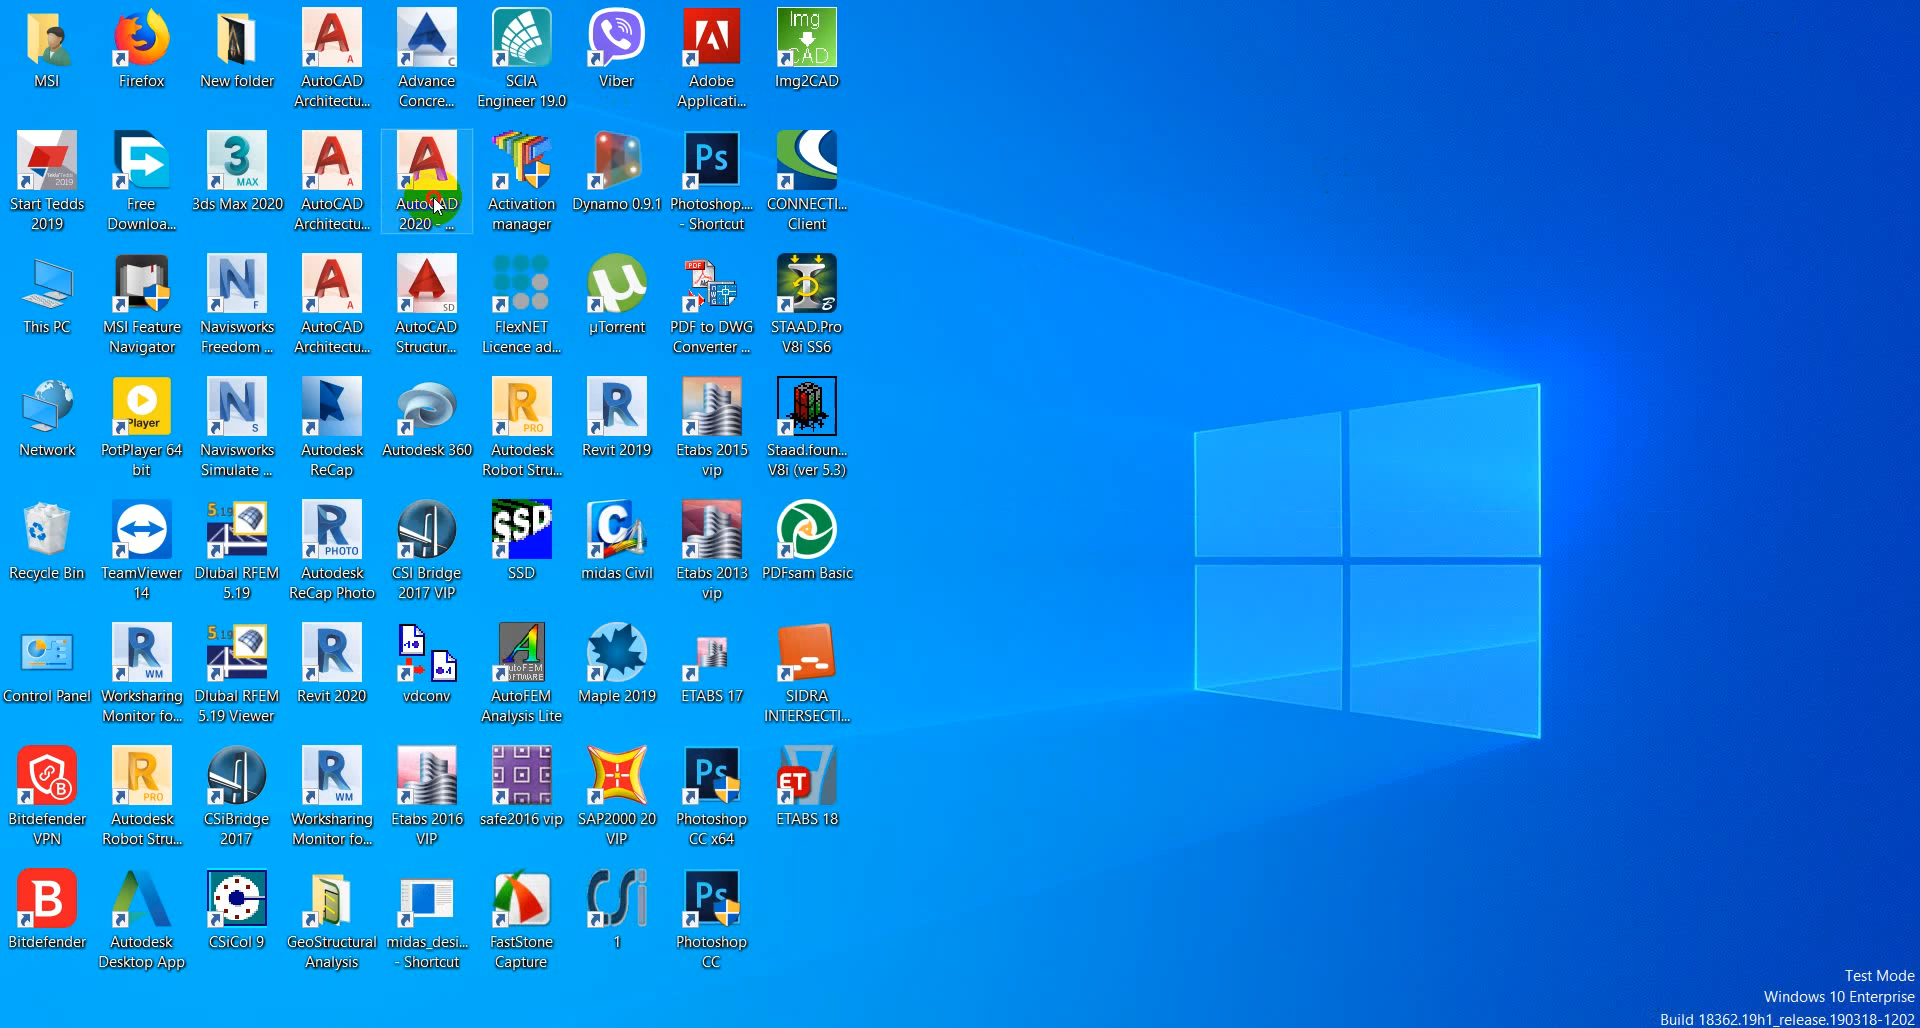 MSI
Firefox
New folder
AutoCAD
Architectu...
Advance
Concre...
SCIA
Engineer 19.0
Viber
Adobe
Applicati...
Img
CAD
Img2CAD
Start Tedds
2019
Free
Downloa...
3ds Max 2020
AutoCAD
Architectu...
AutoCAD
2020 - ...
Activation
manager
Dynamo 0.9.1
Photoshop....
- Shortcut
CONNECTI...
Client
This PC
MSI Feature
Navigator
Navisworks
Freedom ...
AutoCAD
Architectu...
AutoCAD
Structur...
FlexNET
Licence ad...
µTorrent
PDF to DWG
Converter ...
STAAD.Pro
V8i SS6
Network
PotPlayer 64
bit
Navisworks
Simulate ...
Autodesk
ReCap
Autodesk 360
Autodesk
Robot Stru...
Revit 2019
Etabs 2015
vip
Staad.foun...
V8i (ver 5.3)
Recycle Bin
TeamViewer
14
Dlubal RFEM
5.19
Autodesk
ReCap Photo
CSI Bridge
2017 VIP
SSD
midas Civil
Etabs 2013
vip
PDFsam Basic
Control Panel
Worksharing
Monitor fo...
Dlubal RFEM
5.19 Viewer
Revit 2020
vdconv
AutoFEM
Analysis Lite
Maple 2019
ETABS 17
SIDRA
INTERSECTI...
Bitdefender
VPN
Autodesk
Robot Stru...
CSiBridge
2017
Worksharing
Monitor fo...
Etabs 2016
VIP
safe2016 vip
SAP2000 20
VIP
Photoshop
CC x64
ETABS 18
Bitdefender
Autodesk
Desktop App
CSiCol 9
GeoStructural
Analysis
midas_desi...
- Shortcut
FastStone
Capture
1
Photoshop
CC
Test Mode
Windows 10 Enterprise
Build 18362.19h1_release.190318-1202